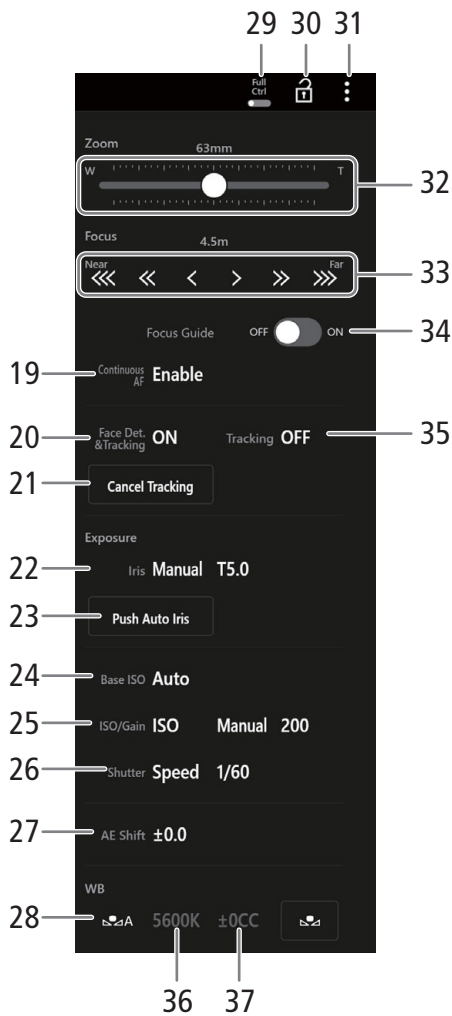 29 30 31
Full
Ctrl
Zoom
63mm
W T
32
Focus
4.5m
Near Far
33
Focus Guide OFF ON 34
19 Continuous
AF Enable
20 Face Det.
&Tracking ON Tracking OFF 35
21 Cancel Tracking
Exposure
22 Iris Manual T5.0
23 Push Auto Iris
24 Base ISO Auto
25 ISO/Gain ISO Manual 200
26 Shutter Speed 1/60
27 AE Shift ±0.0
WB
28 A 5600K ±0CC
36 37